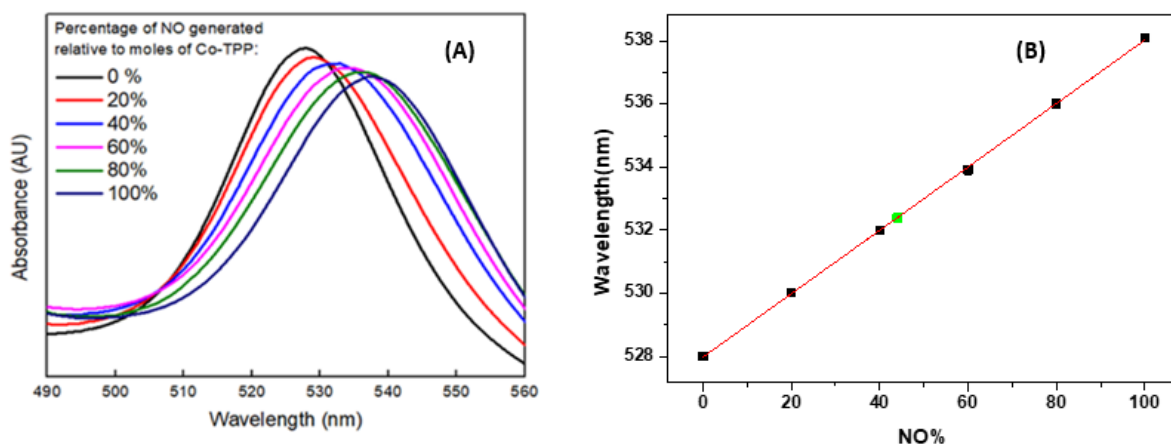 Percentage of NO generated
relative to moles of Co-TPP:
(A)
0 %
20%
40%
60%
80%
100%
Absorbance (AU)
490 500 510 520 530 540 550 560
Wavelength (nm)
(B)
538
536
534
532
530
528
Wavelength(nm)
0 20 40 60 80 100
NO%